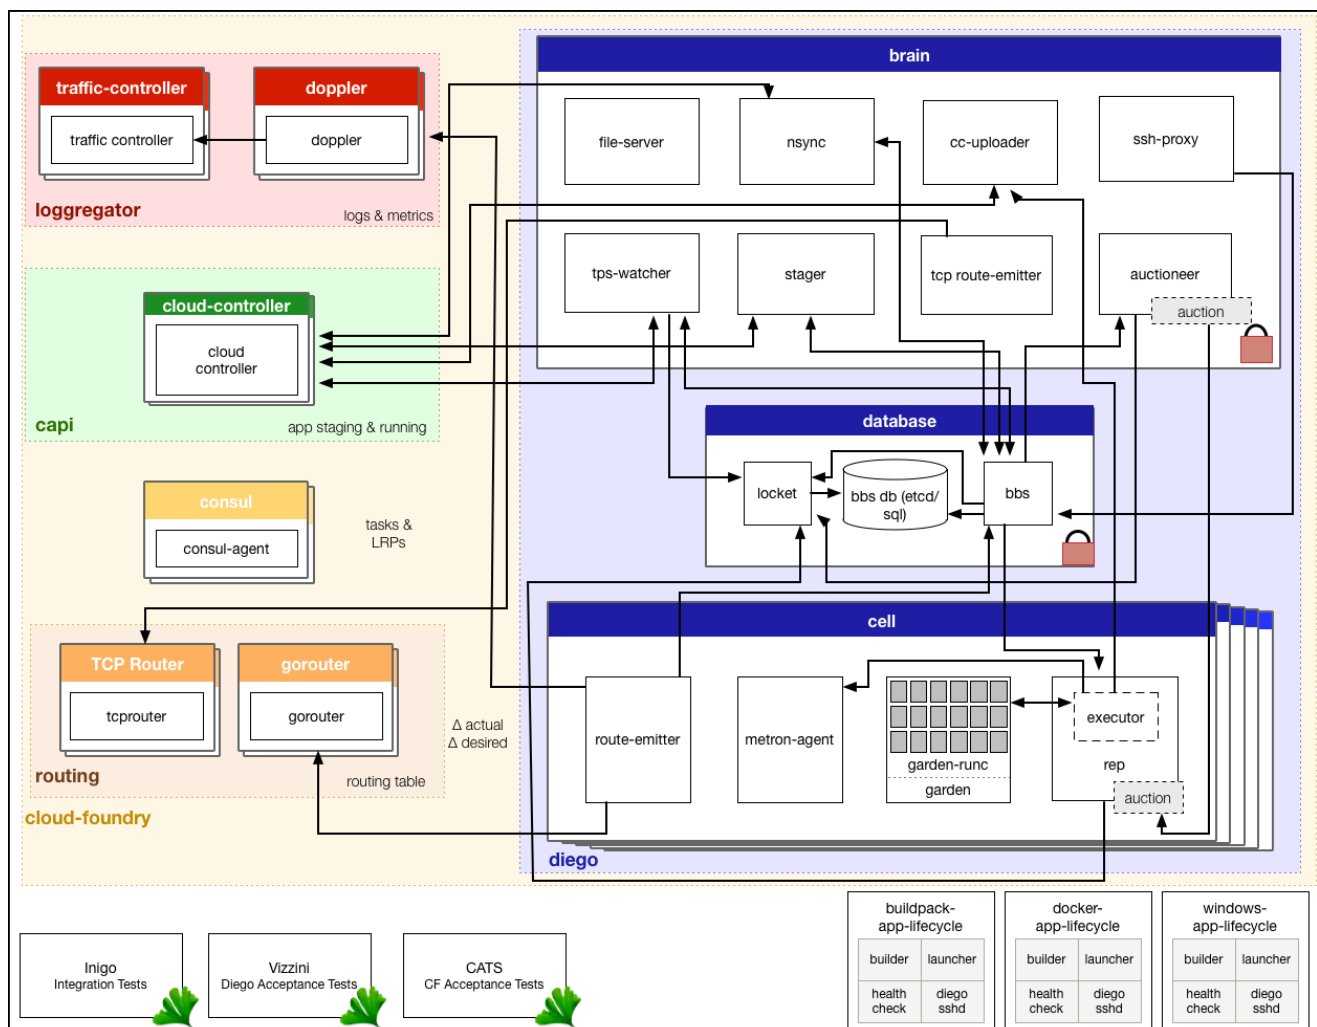 brain
traffic-controller
doppler
traffic controller
doppler
loggregator
logs & metrics
file-server
nsync
cc-uploader
ssh-proxy
tps-watcher
stager
tcp route-emitter
auctioneer
auction
cloud-controller
cloud
controller
capi
app staging & running
database
locket
bbs db (etcd/
sql)
bbs
consul
consul-agent
tasks &
LRPs
cell
TCP Router
gorouter
tcprouter
gorouter
routing
routing table
Δ actual
Δ desired
cloud-foundry
route-emitter
metron-agent
garden-runc
garden
executor
rep
auction
diego
Inigo
Integration Tests
Vizzini
Diego Acceptance Tests
CATS
CF Acceptance Tests
buildpack-
app-lifecycle
builder
launcher
health
check
diego
sshd
docker-
app-lifecycle
builder
launcher
health
check
diego
sshd
windows-
app-lifecycle
builder
launcher
health
check
diego
sshd